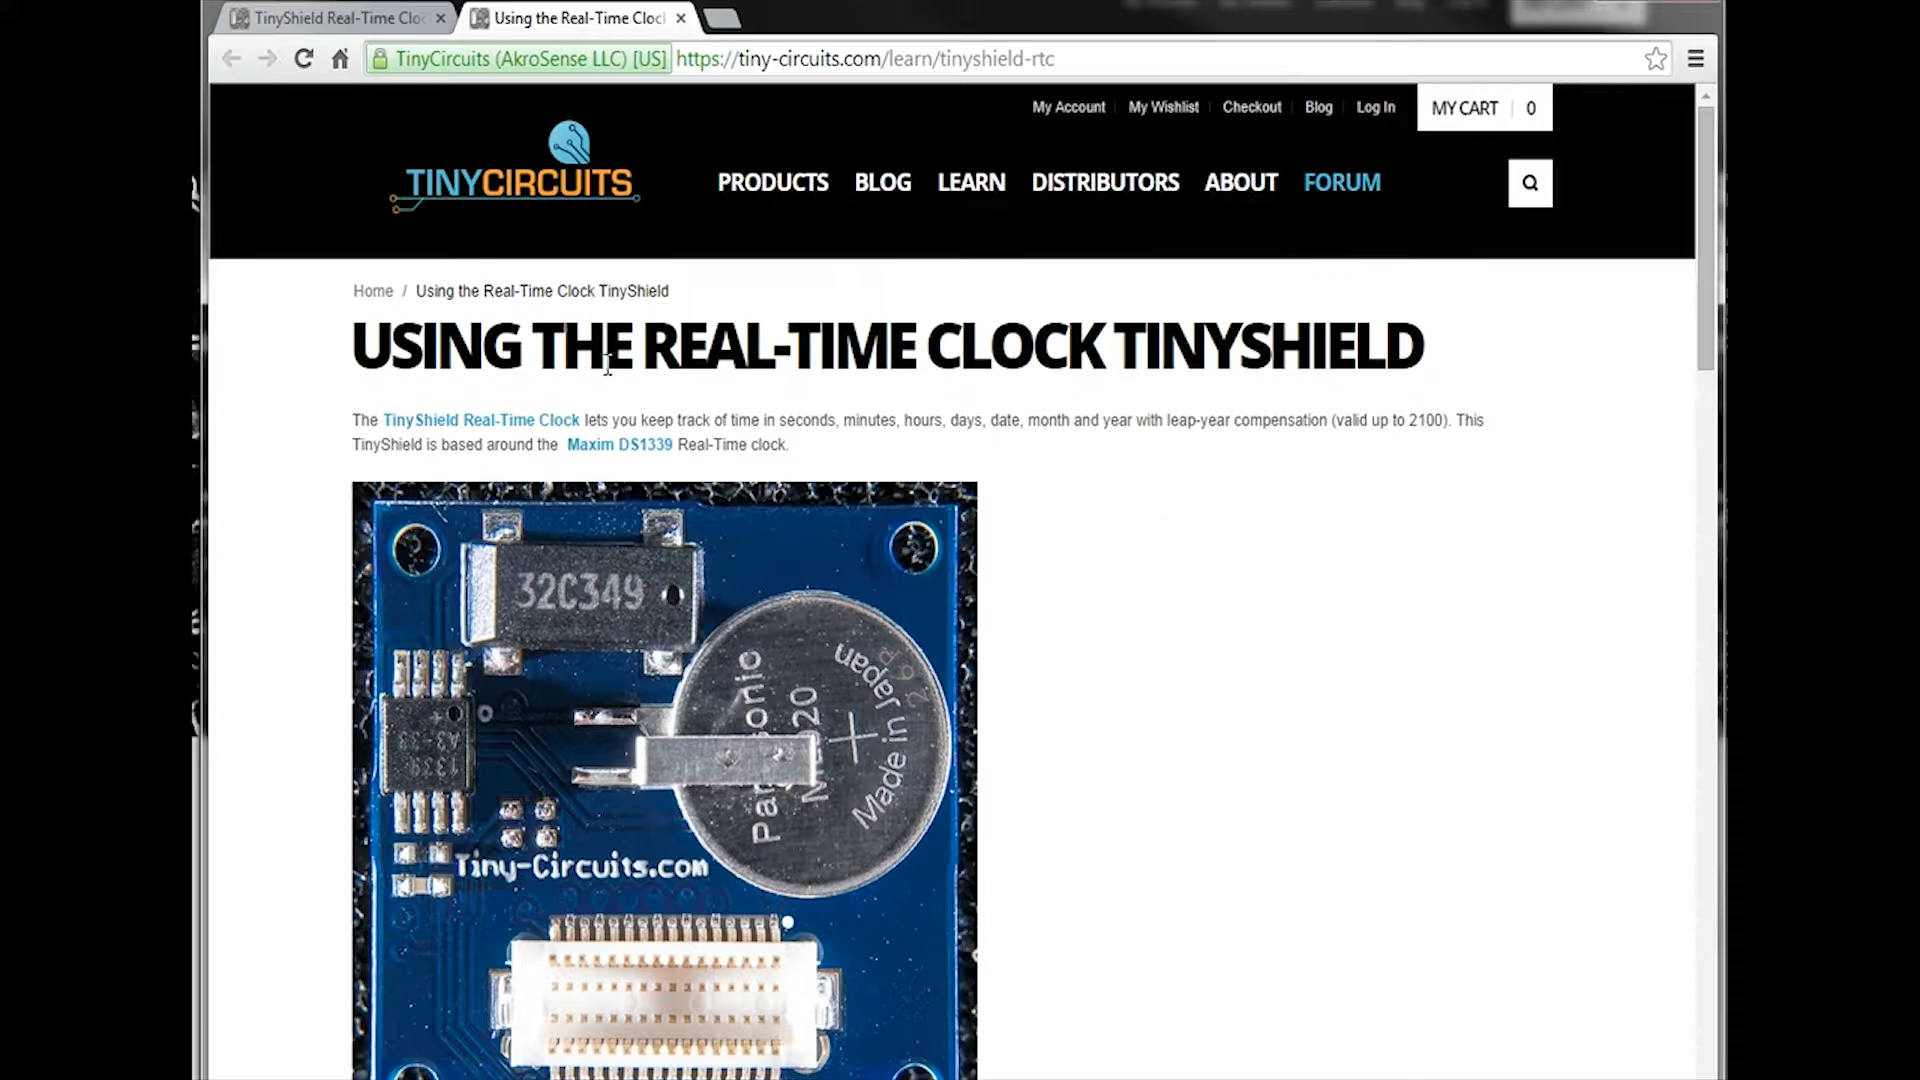 TinyShield Real-Time Cloc
Using the Real-Time Clock
TinyCircuits (AkroSense LLC) [US] https://tiny-circuits.com/learn/tinyshield-rtc
My Account My Wishlist Checkout Blog Log In MY CART 0
TINYCIRCUITS
PRODUCTS BLOG LEARN DISTRIBUTORS ABOUT FORUM
Home / Using the Real-Time Clock TinyShield
USING THE REAL-TIME CLOCK TINYSHIELD
The TinyShield Real-Time Clock lets you keep track of time in seconds, minutes, hours, days, date, month and year with leap-year compensation (valid up to 2100). This
TinyShield is based around the Maxim DS1339 Real-Time clock.
32C349
Made in Japan
1339
A3-33
Tiny-Circuits.com